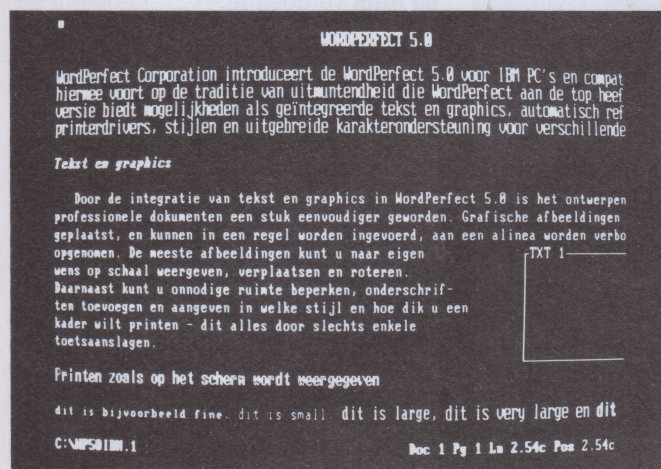 WORDPERFECT 5.0
WordPerfect Corporation introduceert de WordPerfect 5.0 voor IBM PC's en compat
hiermee voort op de traditie van uitmuntendheid die WordPerfect aan de top heef
versie biedt mogelijkheden als geïntegreerde tekst en graphics, automatisch ref
printerdrivers, stijlen en uitgebreide karakterondersteuning voor verschillende
Tekst en graphics
Door de integratie van tekst en graphics in WordPerfect 5.0 is het ontwerpen
professionele dokumenten een stuk eenvoudiger geworden. Grafische afbeeldingen
geplaatst, en kunnen in een regel worden ingevoerd, aan een alinea worden verbo
opgenomen. De meeste afbeeldingen kunt u naar eigen
wens op schaal weergeven, verplaatsen en roteren.
Daarnaast kunt u onnodige ruimte beperken, onderschrif-
ten toevoegen en aangeven in welke stijl en hoe dik u een
kader wilt printen - dit alles door slechts enkele
toetsaanslagen.
TXT 1
Printen zoals op het scherm wordt weergegeven
dit is bijvoorbeeld fine. dit is small. dit is large, dit is very large en dit
C:\WP50\IBM.1 Doc 1 Pg 1 Ln 2.54c Pos 2.54c